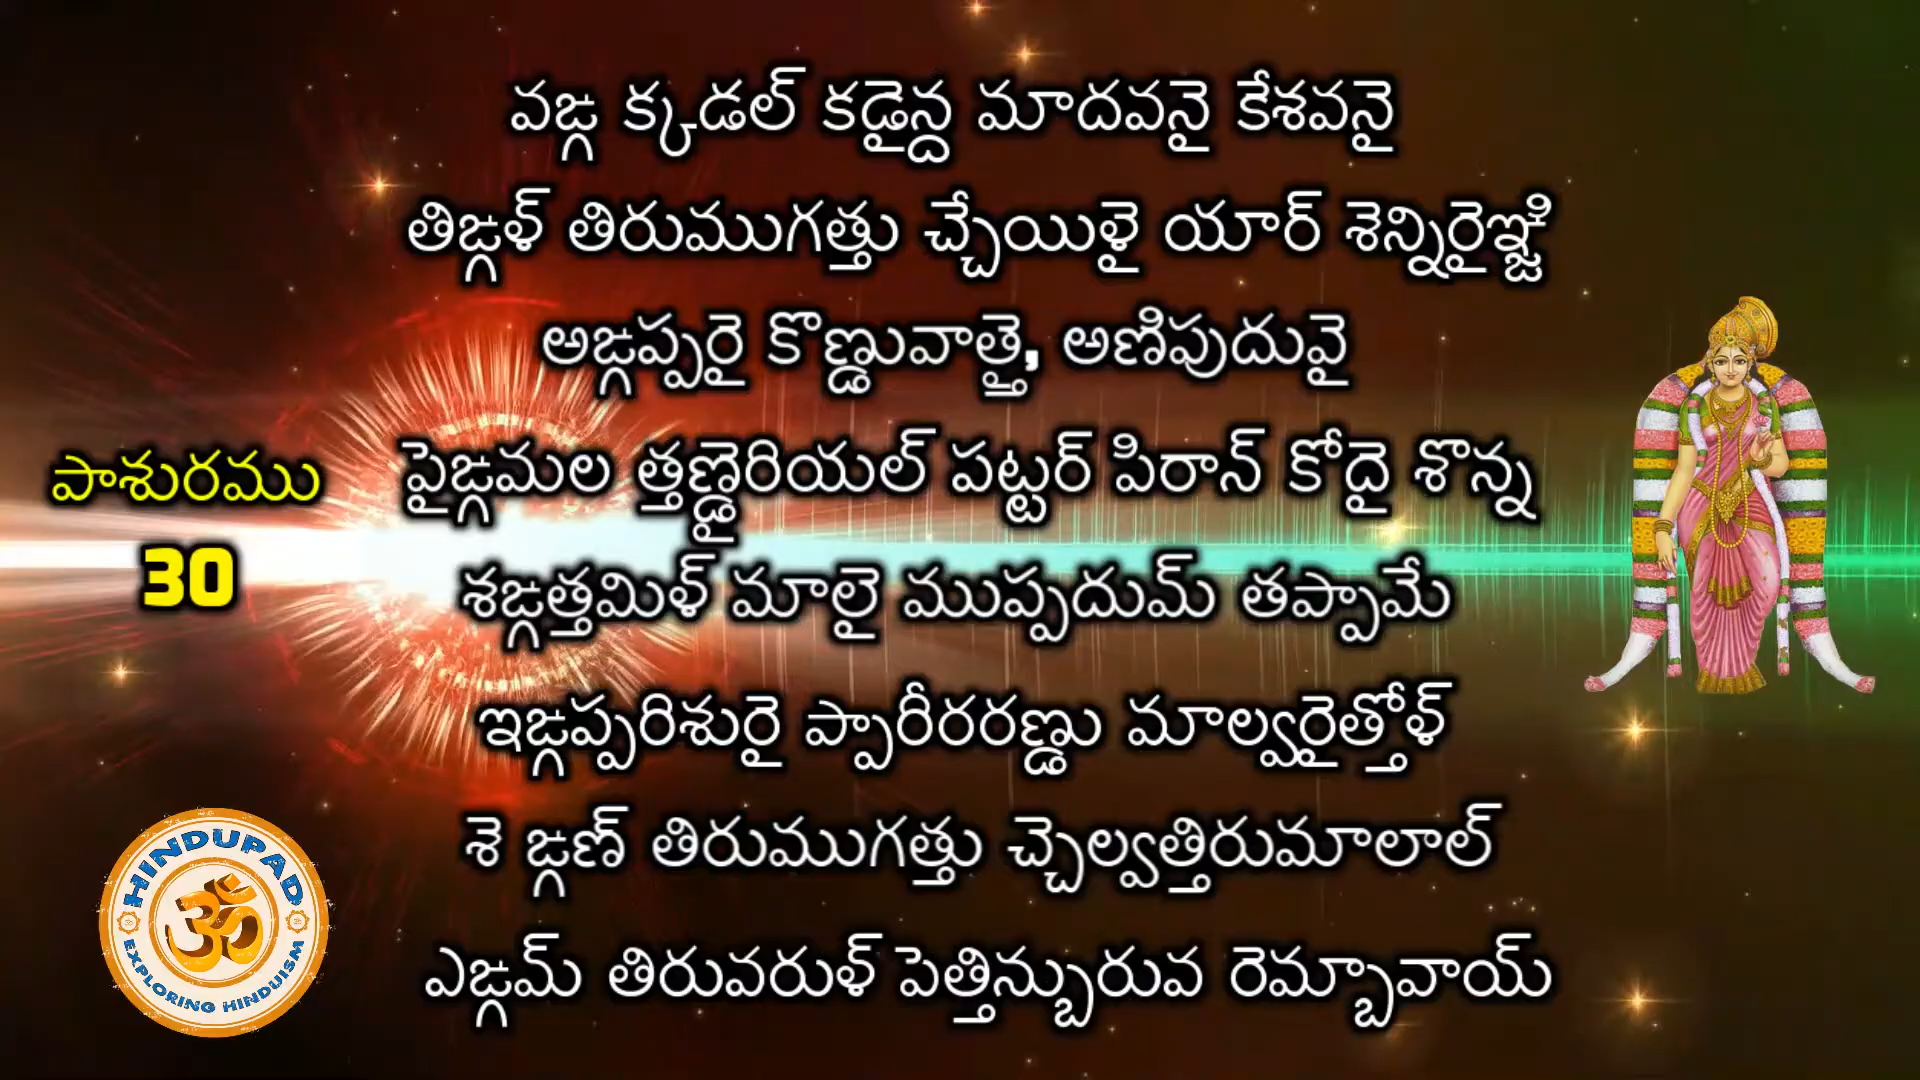 వఙ్గ క్కడల్ కడైన్ద మాదవనై కేశవనై
తిఙ్గళ్ తిరుముగత్తు చ్చేయిళై యార్ శెన్నిరైఞ్జి
అఙ్గప్పరై కొణ్డువాత్తై, అణిపుదువై
పైఙ్గమల త్తణ్డెరియల్ పట్టర్ పిరాన్ కోదై శొన్న
శఙ్గత్తమిళ్ మాలై ముప్పదుమ్ తప్పామే
ఇఙ్గప్పరిశురై ప్పారీరరణ్డు మాల్వరైత్తోళ్
శె ఙ్గణ్ తిరుముగత్తు చ్చెల్వత్తిరుమాలాల్
ఎఙ్గమ్ తిరువరుళ్ పెత్తిన్బురువ రెమ్బావాయ్
పాశురము
30
HINDUPAD
ॐ
EXPLORING HINDUISM